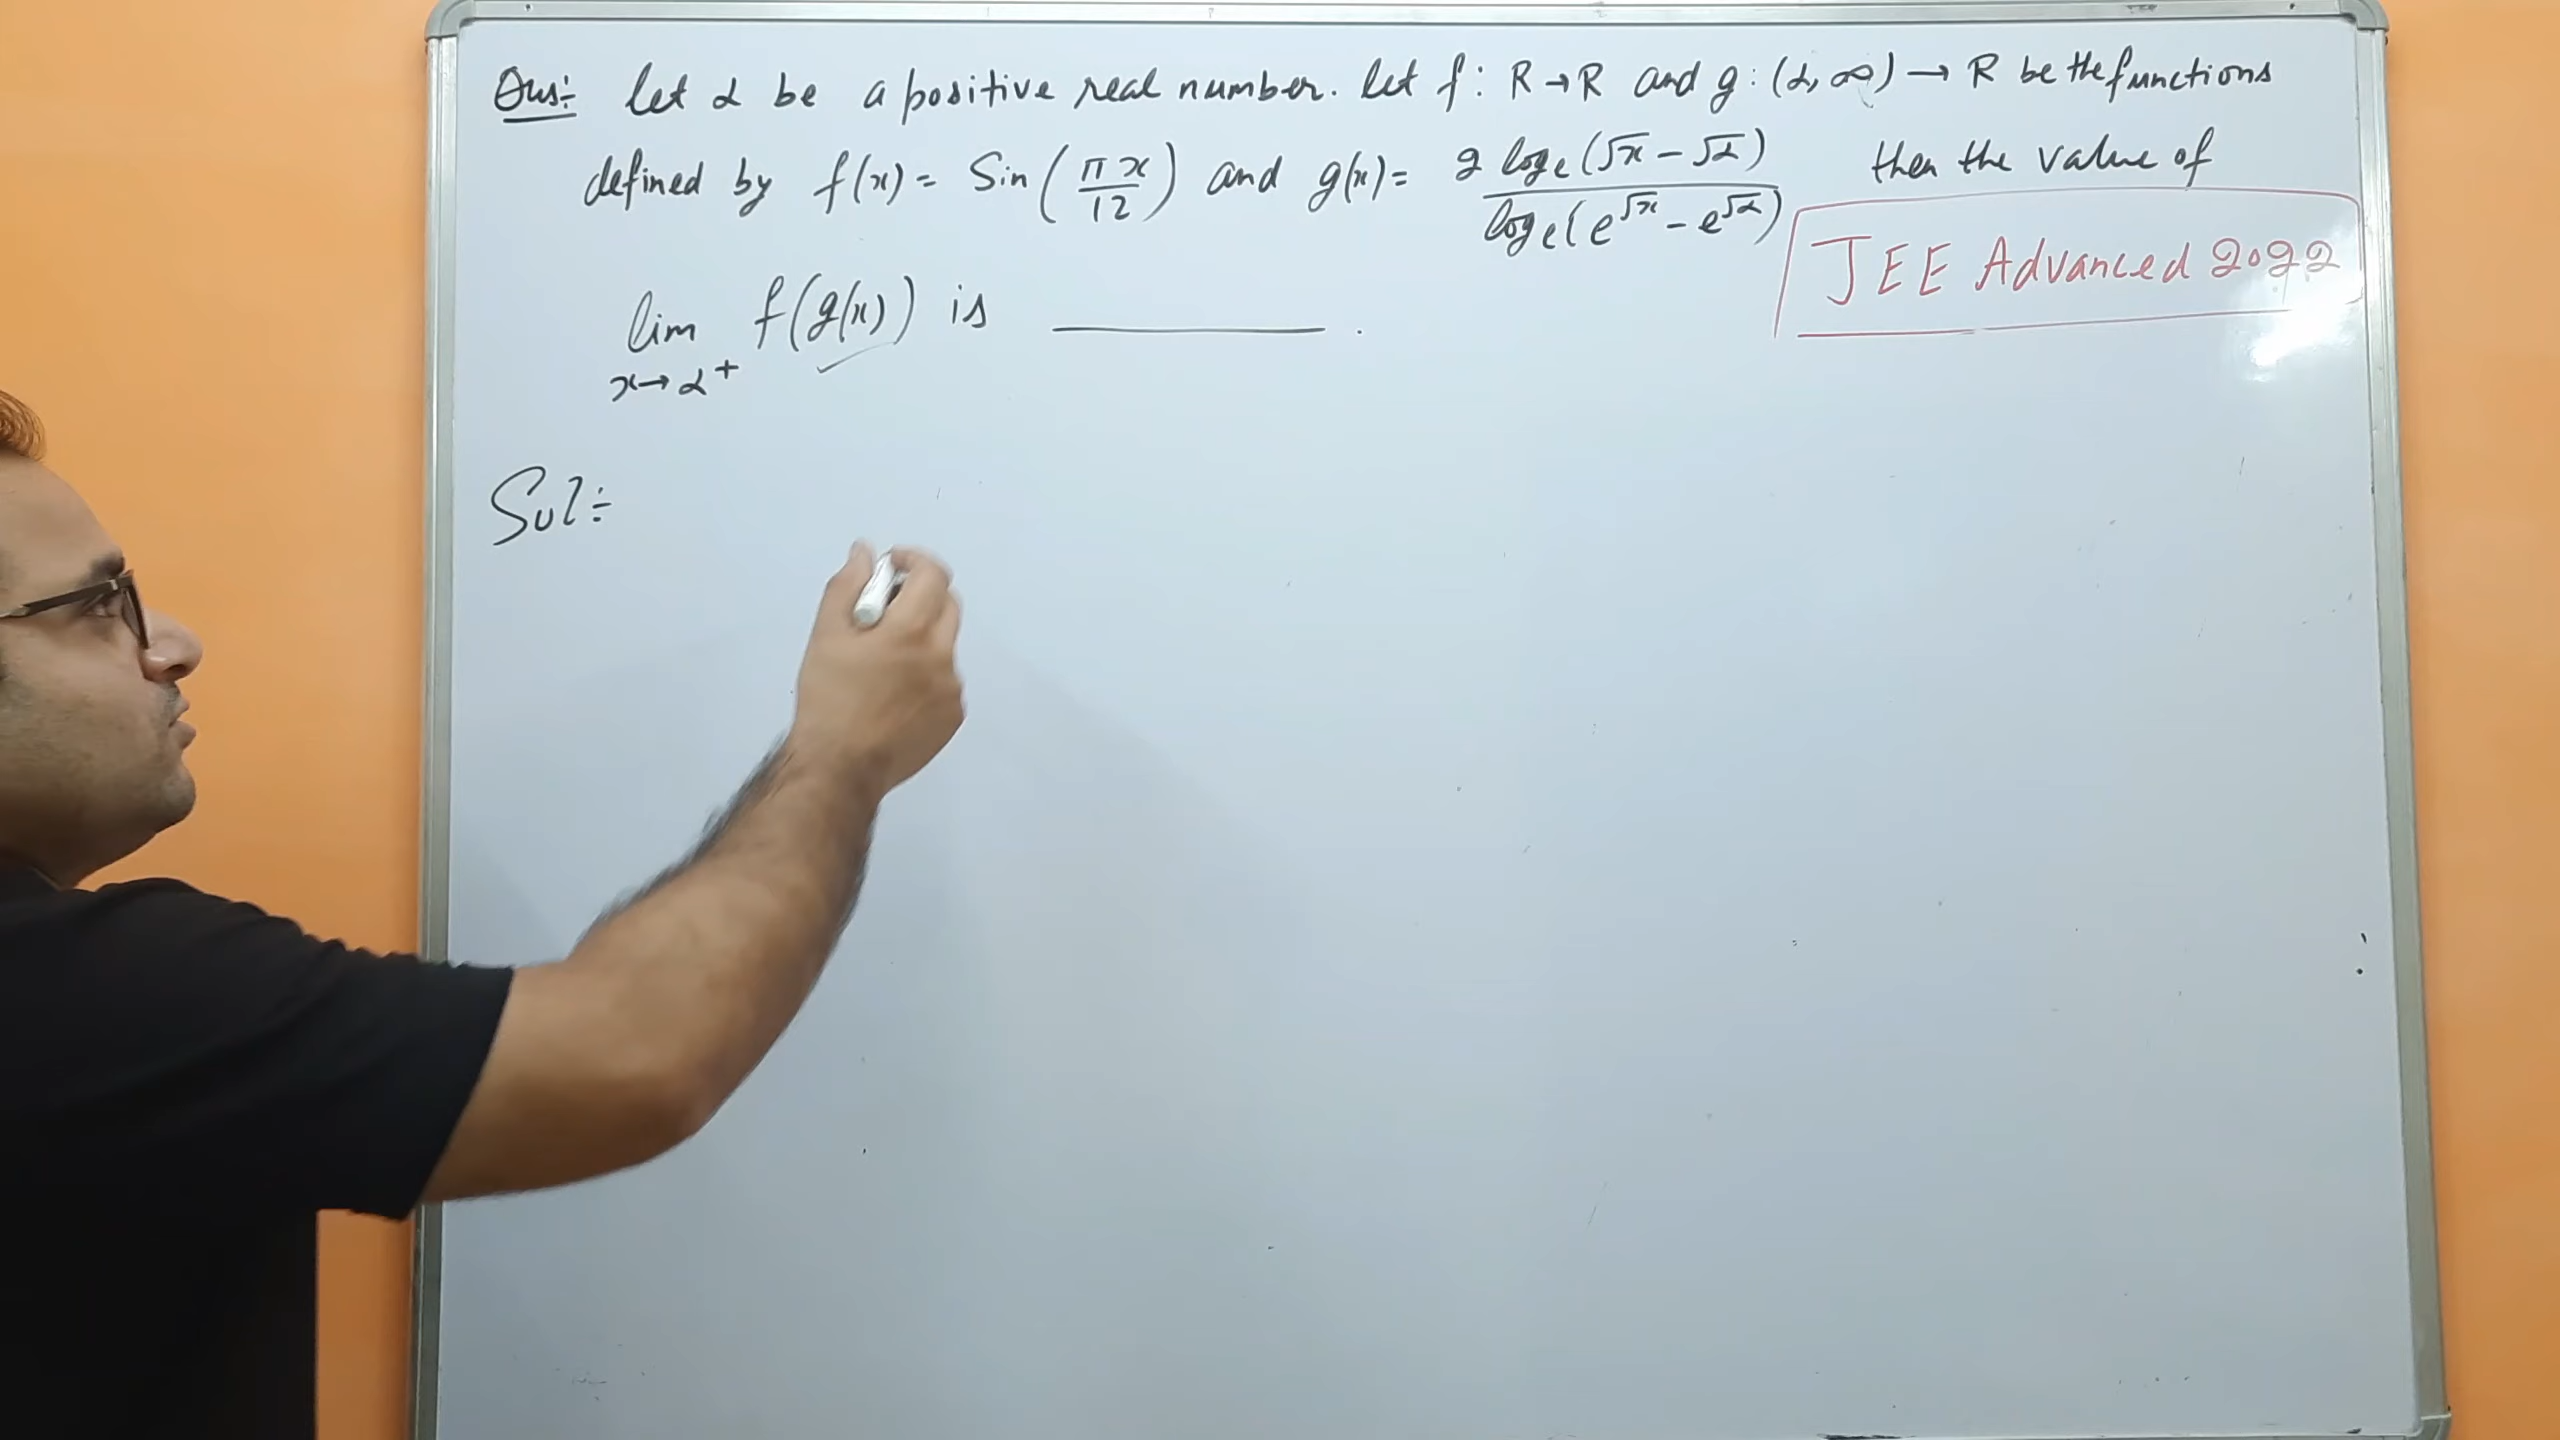 Qus:- let α be a positive real number. let f: R→R and g: (α, ∞) → R be the functions
defined by f(x) = Sin(πx/12) and g(x) = 2 logₑ(√x - √α) / logₑ(e^√x - e^√α) then the value of
JEE Advanced 2022
lim x→α⁺ f(g(x)) is ________ .
Sol:-